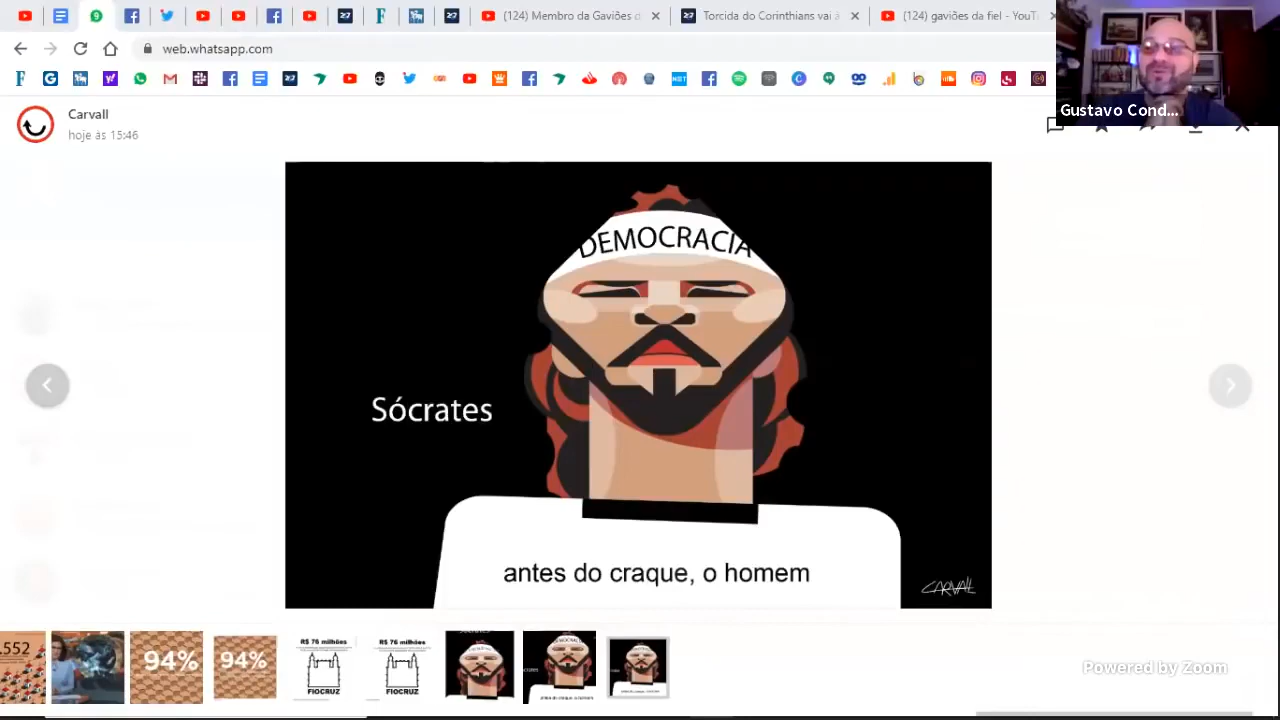 (124) Membro da Gaviões d
Torcida do Corinthians vai a
(124) gaviões da fiel - YouT
web.whatsapp.com
Carvall
hoje às 15:46
Gustavo Cond...
DEMOCRACIA
Sócrates
antes do craque, o homem
CARVALL
.552
94%
94%
R$ 76 milhões
FIOCRUZ
R$ 76 milhões
FIOCRUZ
Powered by Zoom